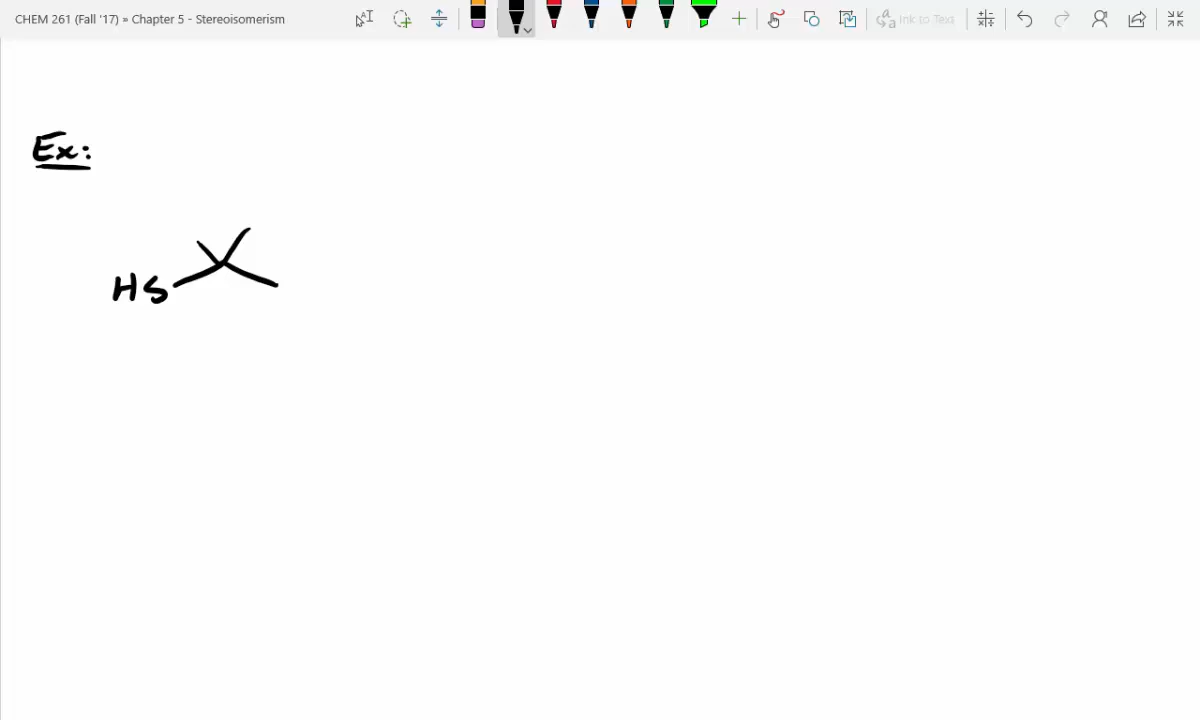 CHEM 261 (Fall '17) » Chapter 5 - Stereoisomerism
Ink to Text
Ex:
HS